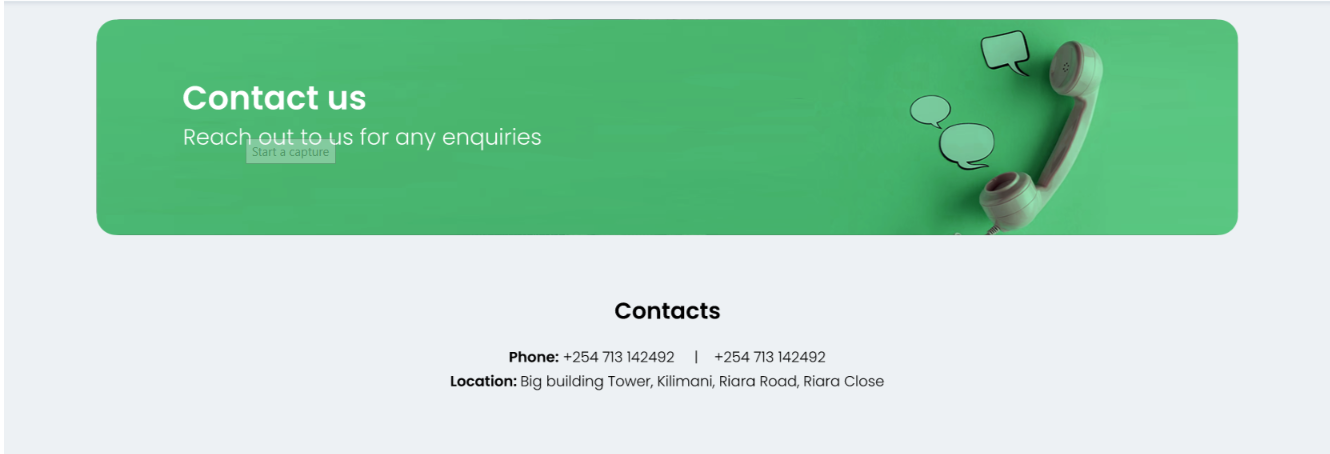 Contact us
Reach out to us for any enquiries
Start a capture
Contacts
Phone: +254 713 142492 | +254 713 142492
Location: Big building Tower, Kilimani, Riara Road, Riara Close